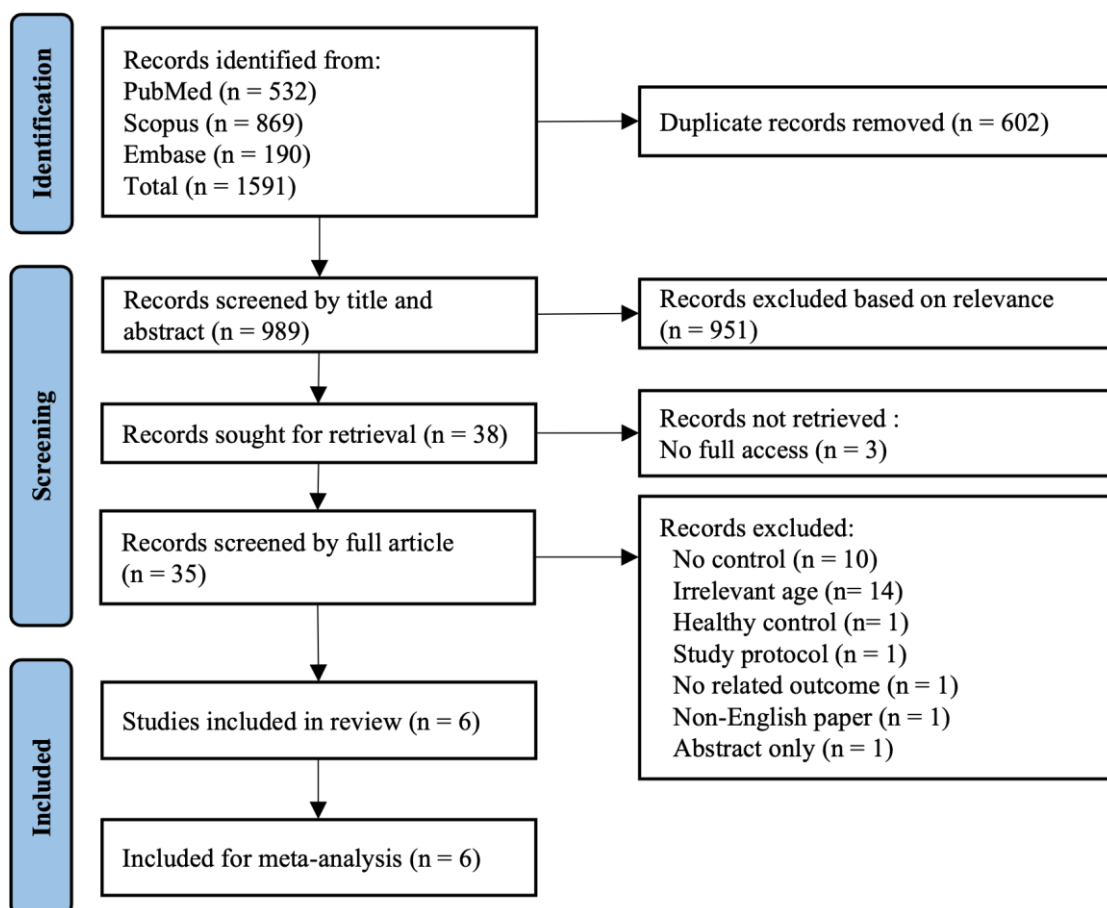 Identification
Records identified from:
PubMed (n = 532)
Scopus (n = 869)
Embase (n = 190)
Total (n = 1591)
Duplicate records removed (n = 602)
Screening
Records screened by title and
abstract (n = 989)
Records excluded based on relevance
(n = 951)
Records sought for retrieval (n = 38)
Records not retrieved :
No full access (n = 3)
Records screened by full article
(n = 35)
Records excluded:
No control (n = 10)
Irrelevant age (n= 14)
Healthy control (n= 1)
Study protocol (n = 1)
No related outcome (n = 1)
Non-English paper (n = 1)
Abstract only (n = 1)
Included
Studies included in review (n = 6)
Included for meta-analysis (n = 6)